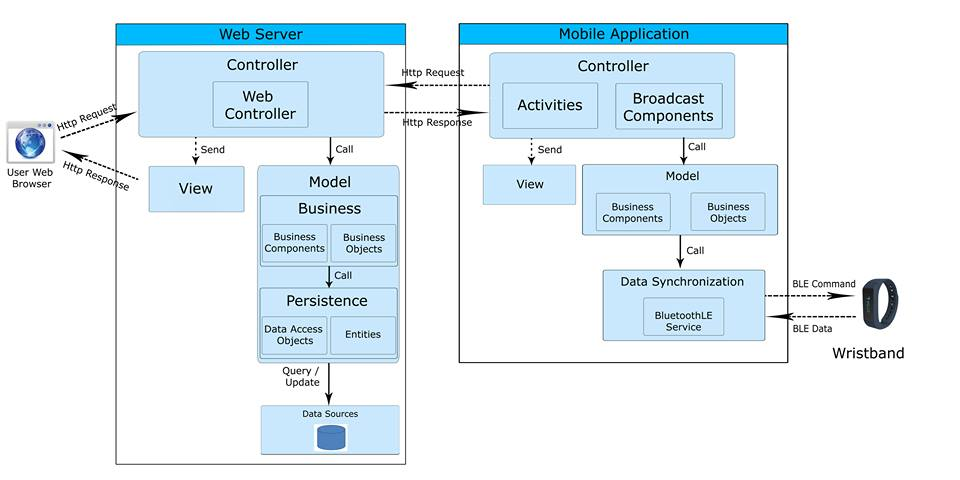 Web Server
Controller
Web
Controller
Http Request
Http Response
User Web
Browser
Send
Call
View
Model
Business
Business
Components
Business
Objects
Call
Persistence
Data Access
Objects
Entities
Query /
Update
Data Sources
Http Request
Http Response
Mobile Application
Controller
Activities
Broadcast
Components
Send
Call
View
Model
Business
Components
Business
Objects
Call
Data Synchronization
BluetoothLE
Service
BLE Command
BLE Data
Wristband